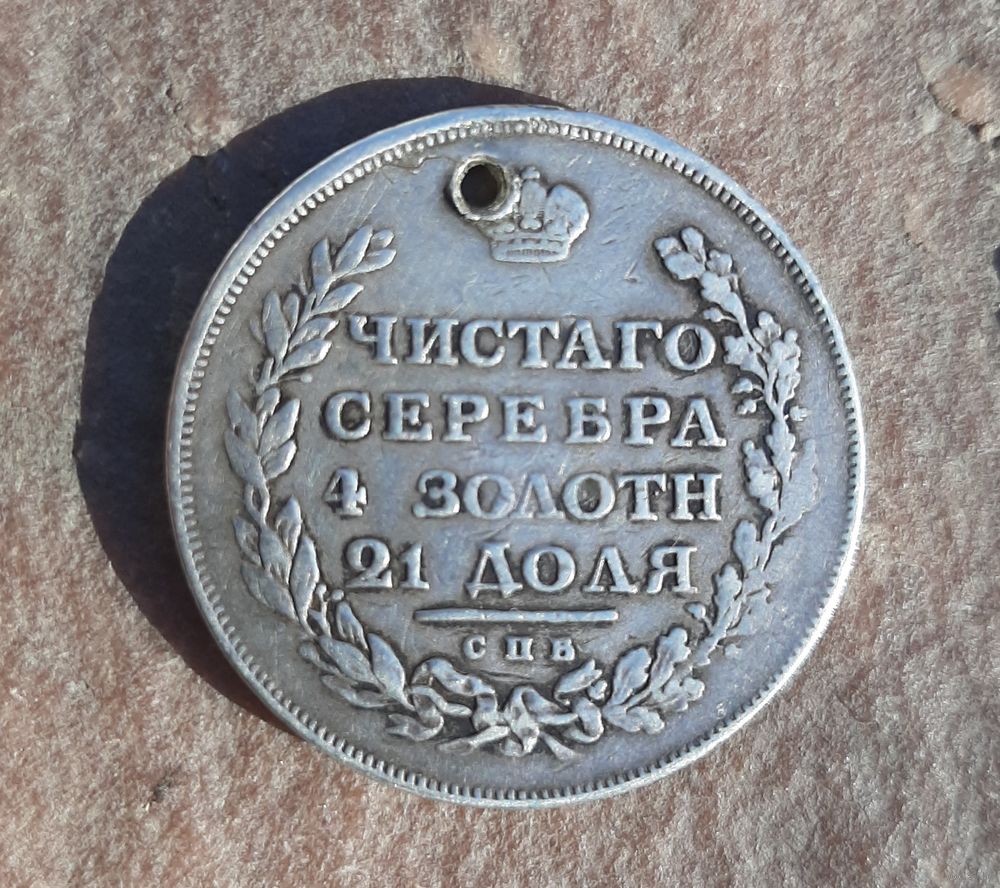 ЧИСТАГО
СЕРЕБРА
4 ЗОЛОТН
21 ДОЛЯ
СПБ